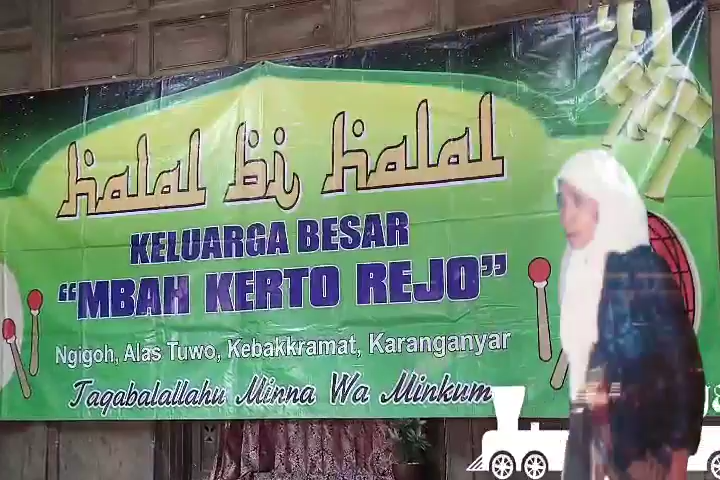 halal bi halal
KELUARGA BESAR
"MBAH KERTO REJO"
Ngigoh, Alas Tuwo, Kebakkramat, Karanganyar
Taqabalallahu Minna Wa Minkum